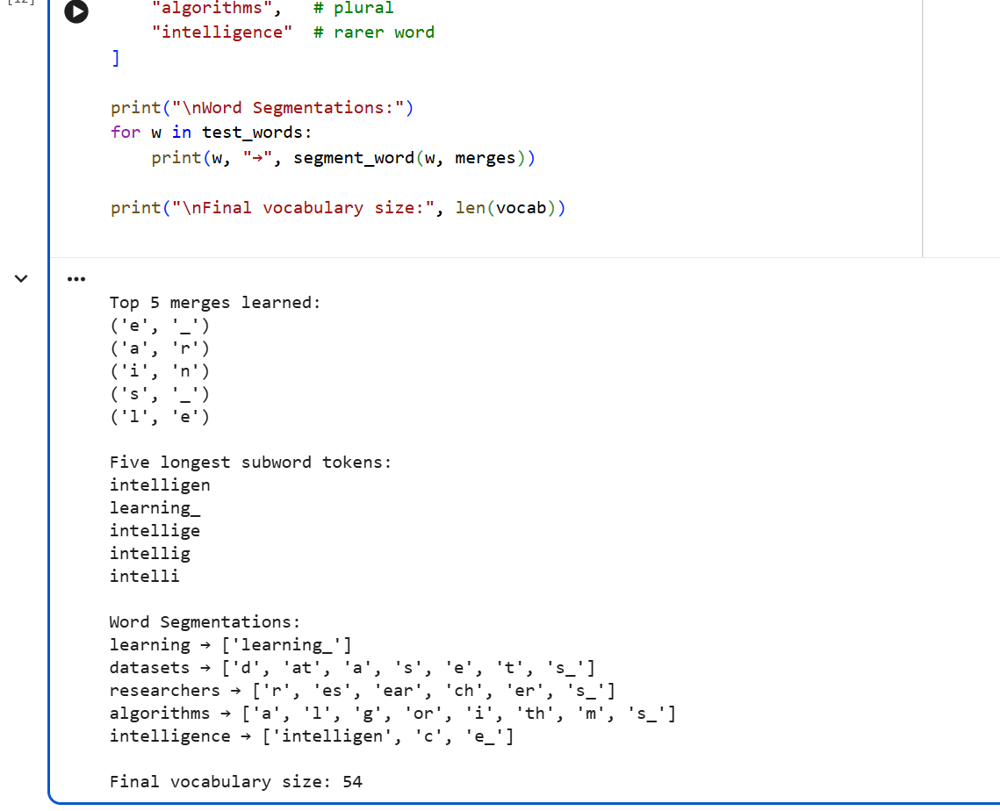 [12]
"algorithms",   # plural
"intelligence"  # rarer word
]
print("\nWord Segmentations:")
for w in test_words:
    print(w, "→", segment_word(w, merges))
print("\nFinal vocabulary size:", len(vocab))
Top 5 merges learned:
('e', '_')
('a', 'r')
('i', 'n')
('s', '_')
('l', 'e')
Five longest subword tokens:
intelligen
learning_
intellige
intellig
intelli
Word Segmentations:
learning → ['learning_']
datasets → ['d', 'at', 'a', 's', 'e', 't', 's_']
researchers → ['r', 'es', 'ear', 'ch', 'er', 's_']
algorithms → ['a', 'l', 'g', 'or', 'i', 'th', 'm', 's_']
intelligence → ['intelligen', 'c', 'e_']
Final vocabulary size: 54